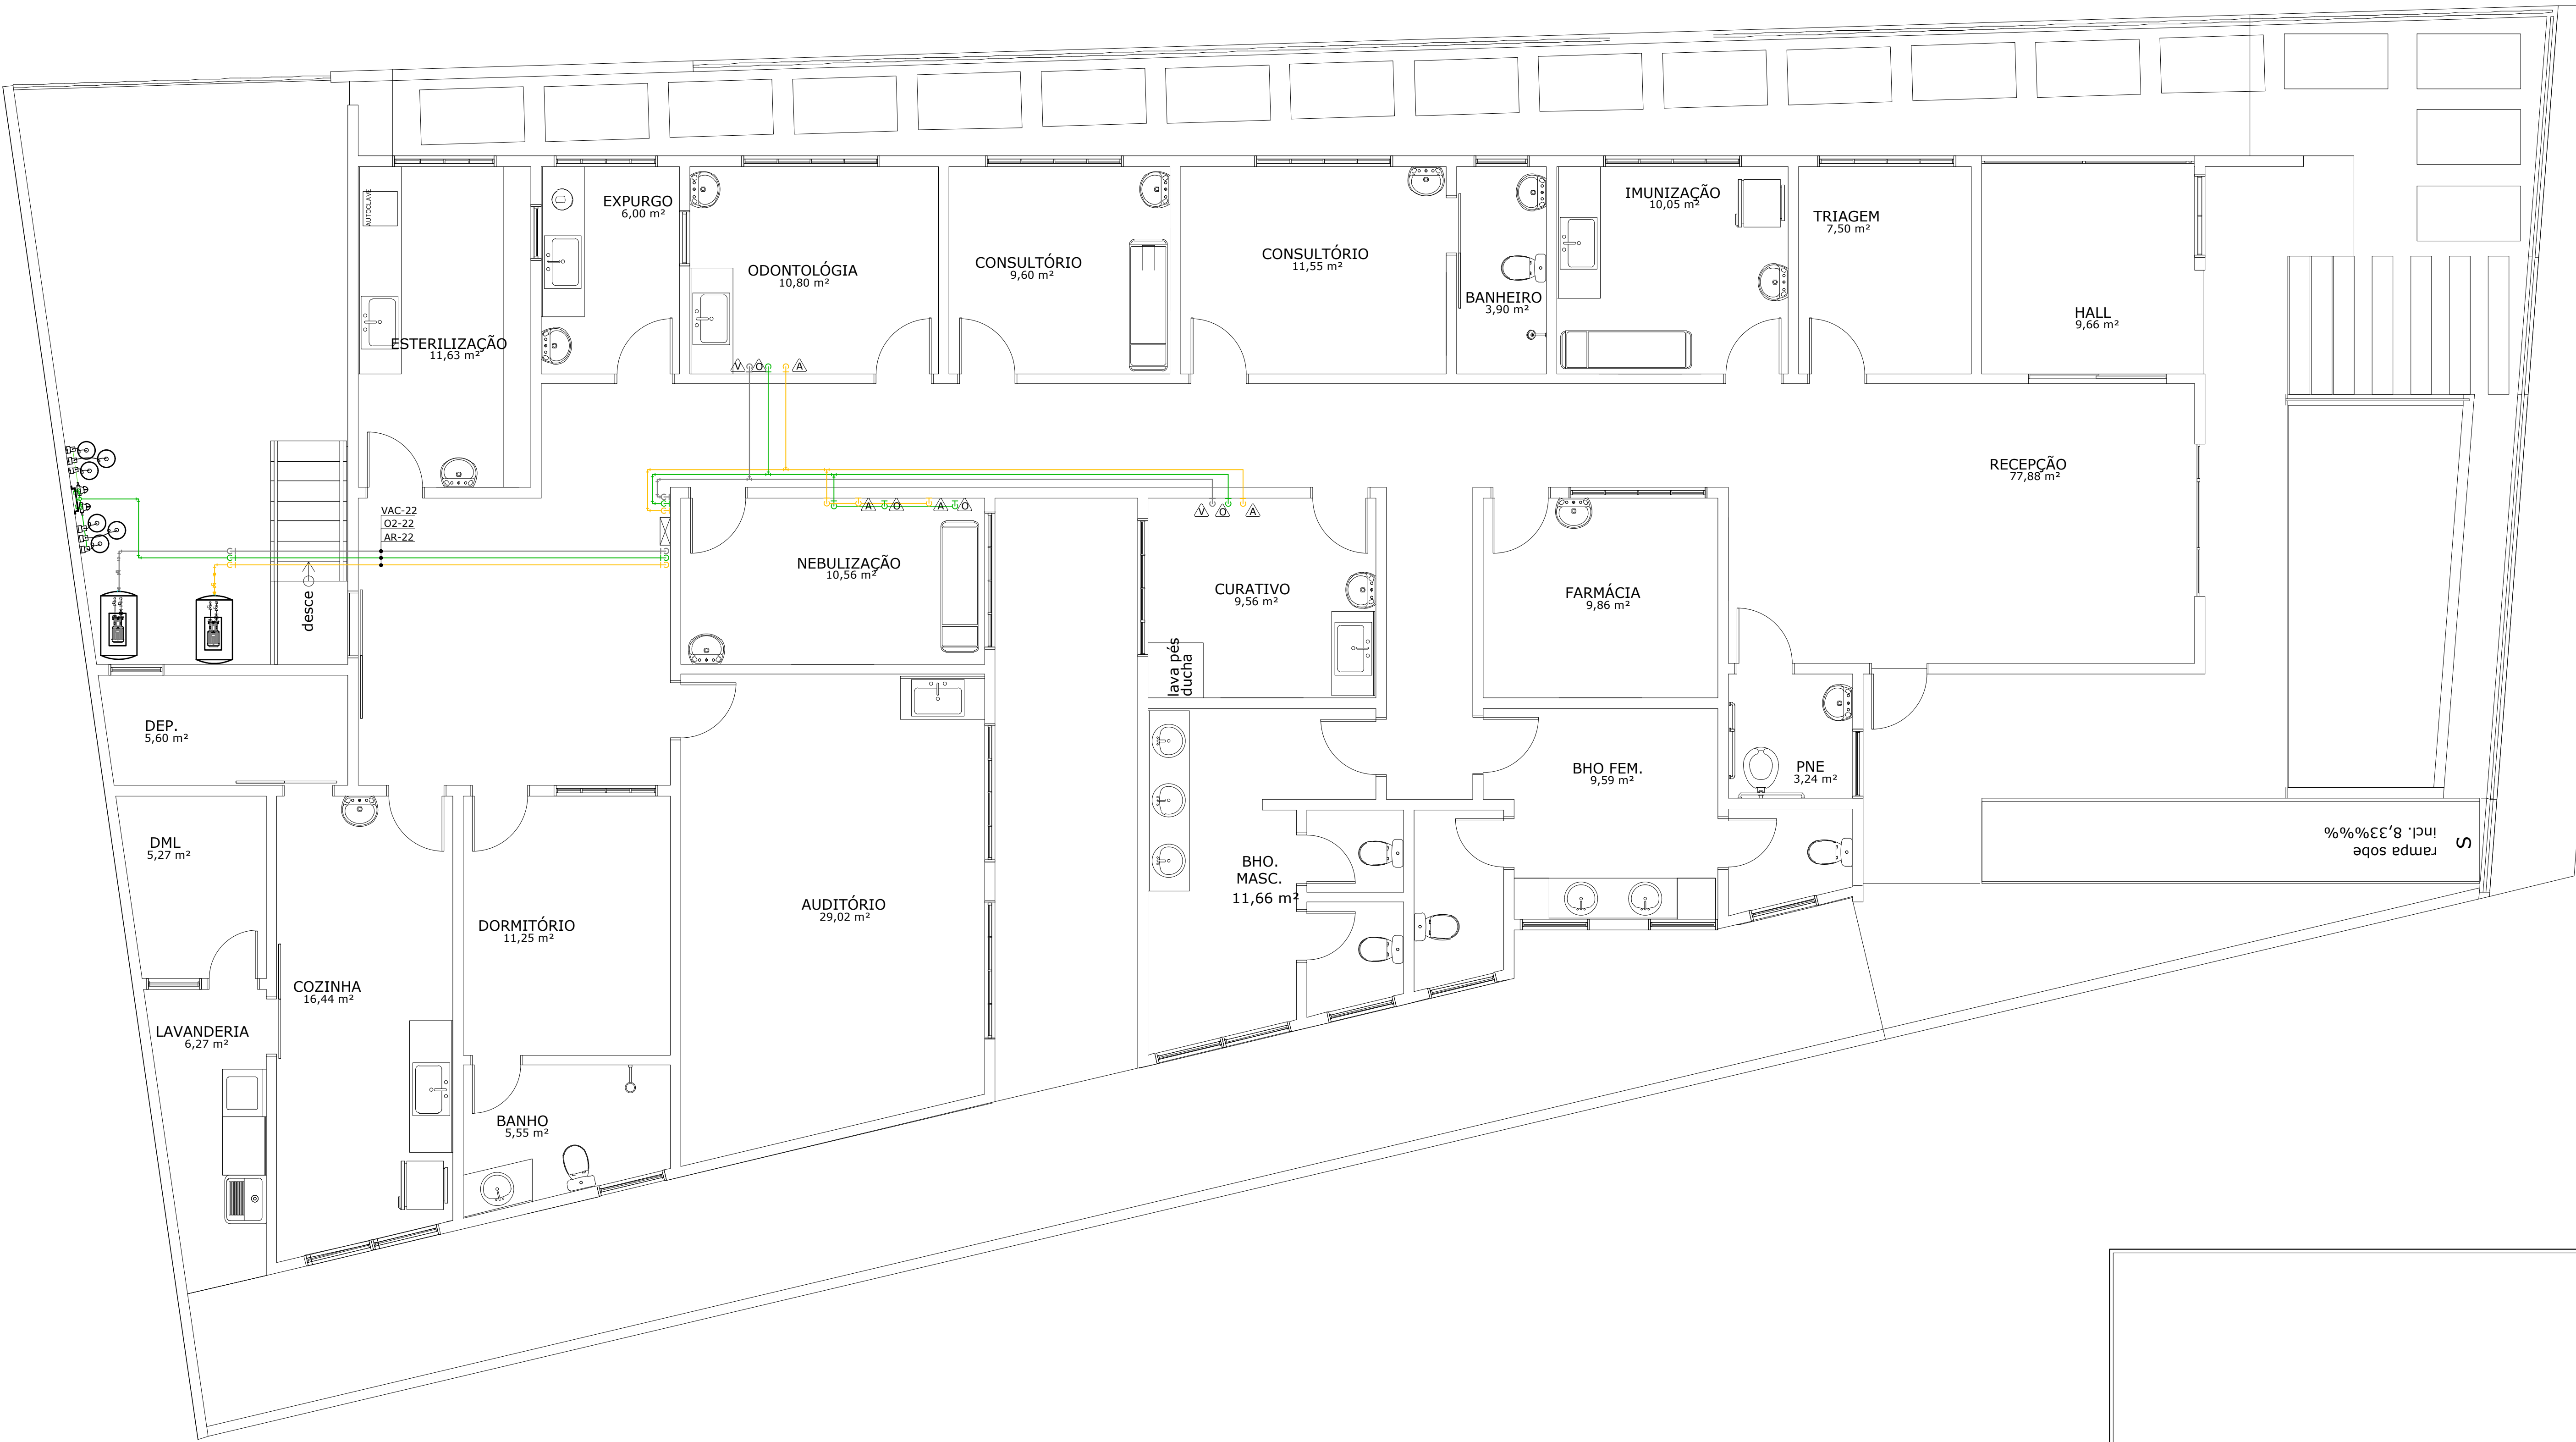 AUTOCLAVE
ESTERILIZAÇÃO
11,63 m²
EXPURGO
6,00 m²
ODONTOLÓGIA
10,80 m²
V
O
A
CONSULTÓRIO
9,60 m²
CONSULTÓRIO
11,55 m²
BANHEIRO
3,90 m²
IMUNIZAÇÃO
10,05 m²
TRIAGEM
7,50 m²
HALL
9,66 m²
RECEPÇÃO
77,88 m²
VAC-22
O2-22
AR-22
desce
A
O
A
O
NEBULIZAÇÃO
10,56 m²
V
O
A
CURATIVO
9,56 m²
lava pés
ducha
FARMÁCIA
9,86 m²
DEP.
5,60 m²
DML
5,27 m²
LAVANDERIA
6,27 m²
COZINHA
16,44 m²
DORMITÓRIO
11,25 m²
BANHO
5,55 m²
AUDITÓRIO
29,02 m²
BHO.
MASC.
11,66 m²
BHO FEM.
9,59 m²
PNE
3,24 m²
rampa sobe
incl. 8,33%%%
S